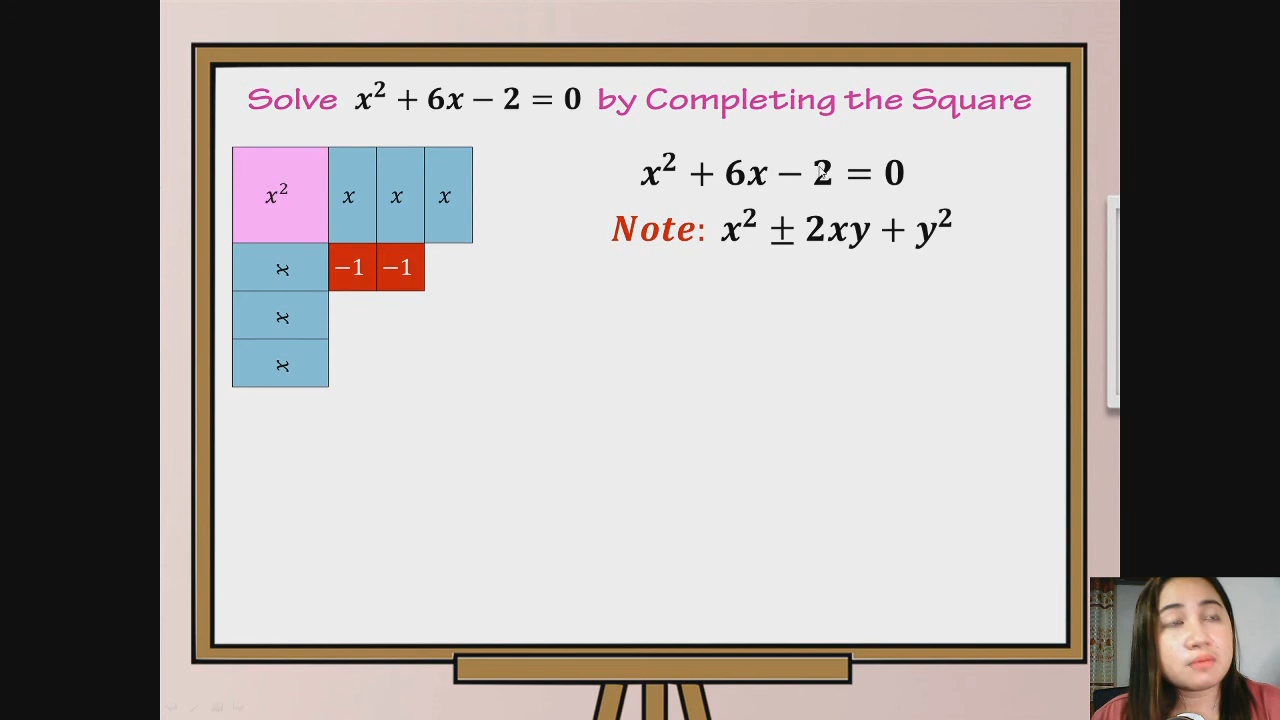 Solve x² + 6x − 2 = 0 by Completing the Square
x² x x x
x −1 −1
x
x
x² + 6x − 2 = 0
Note: x² ± 2xy + y²